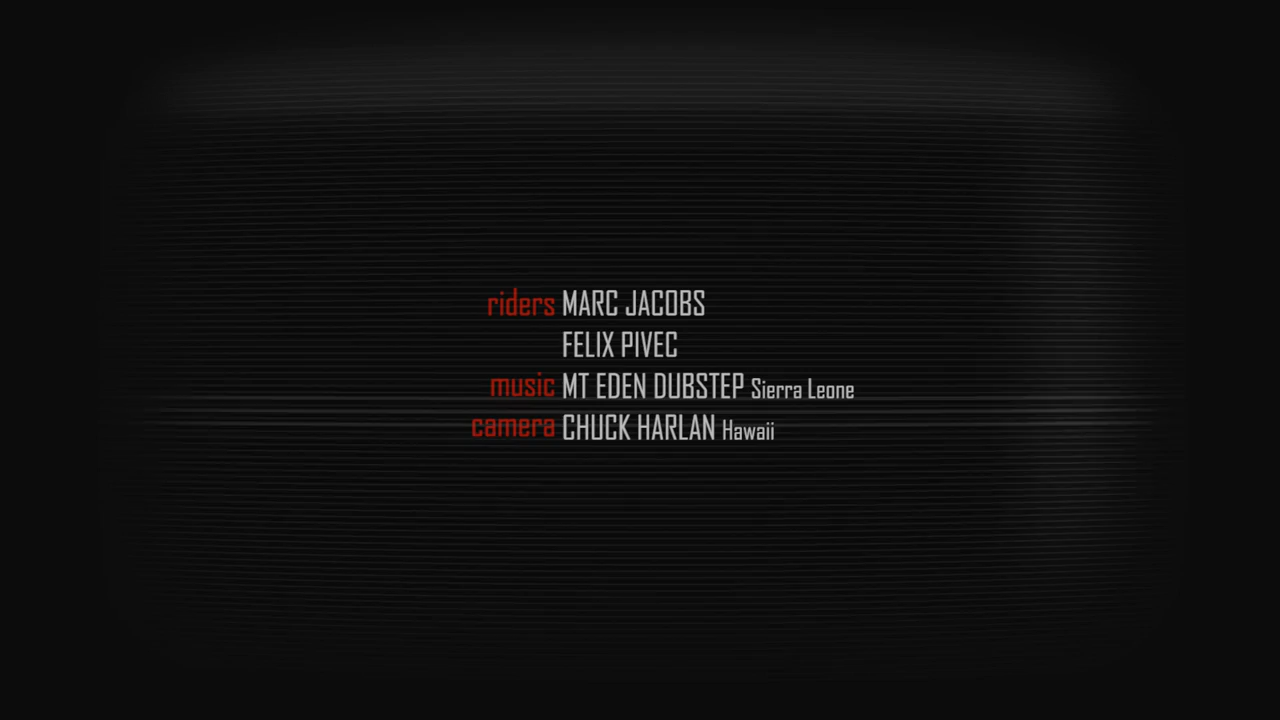 riders MARC JACOBS
FELIX PIVEC
music MT EDEN DUBSTEP Sierra Leone
camera CHUCK HARLAN Hawaii